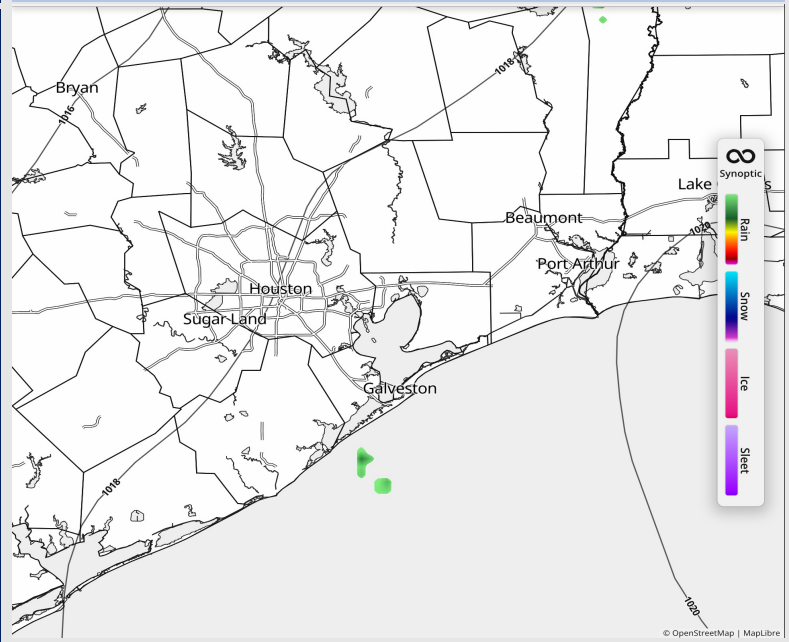 1018
Bryan
1016
Synoptic
Lake
Rain
Beaumont
1020
Port Arthur
Houston
Snow
Sugar Land
Ice
Galveston
Sleet
1018
1020
© OpenStreetMap | MapLibre